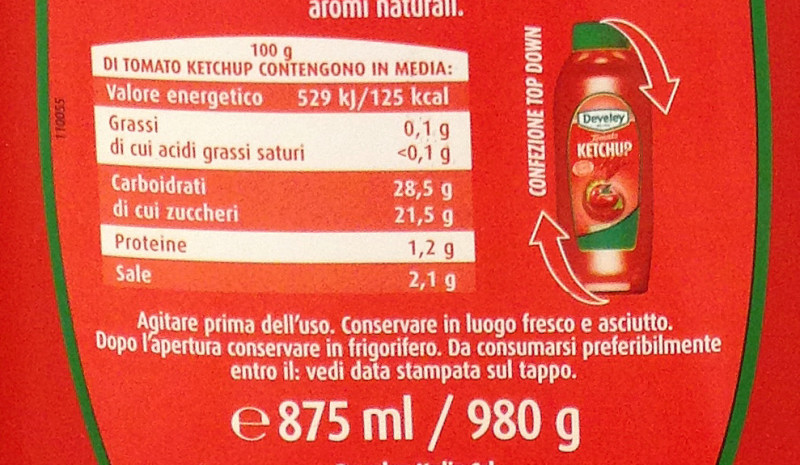 aromi naturali.
100 g
DI TOMATO KETCHUP CONTENGONO IN MEDIA:
Valore energetico 529 kJ/125 kcal
Grassi 0,1 g
di cui acidi grassi saturi <0,1 g
Carboidrati 28,5 g
di cui zuccheri 21,5 g
Proteine 1,2 g
Sale 2,1 g
110055
CONFEZIONE TOP DOWN
Develey
Tomato
KETCHUP
Agitare prima dell'uso. Conservare in luogo fresco e asciutto.
Dopo l'apertura conservare in frigorifero. Da consumarsi preferibilmente
entro il: vedi data stampata sul tappo.
℮ 875 ml / 980 g